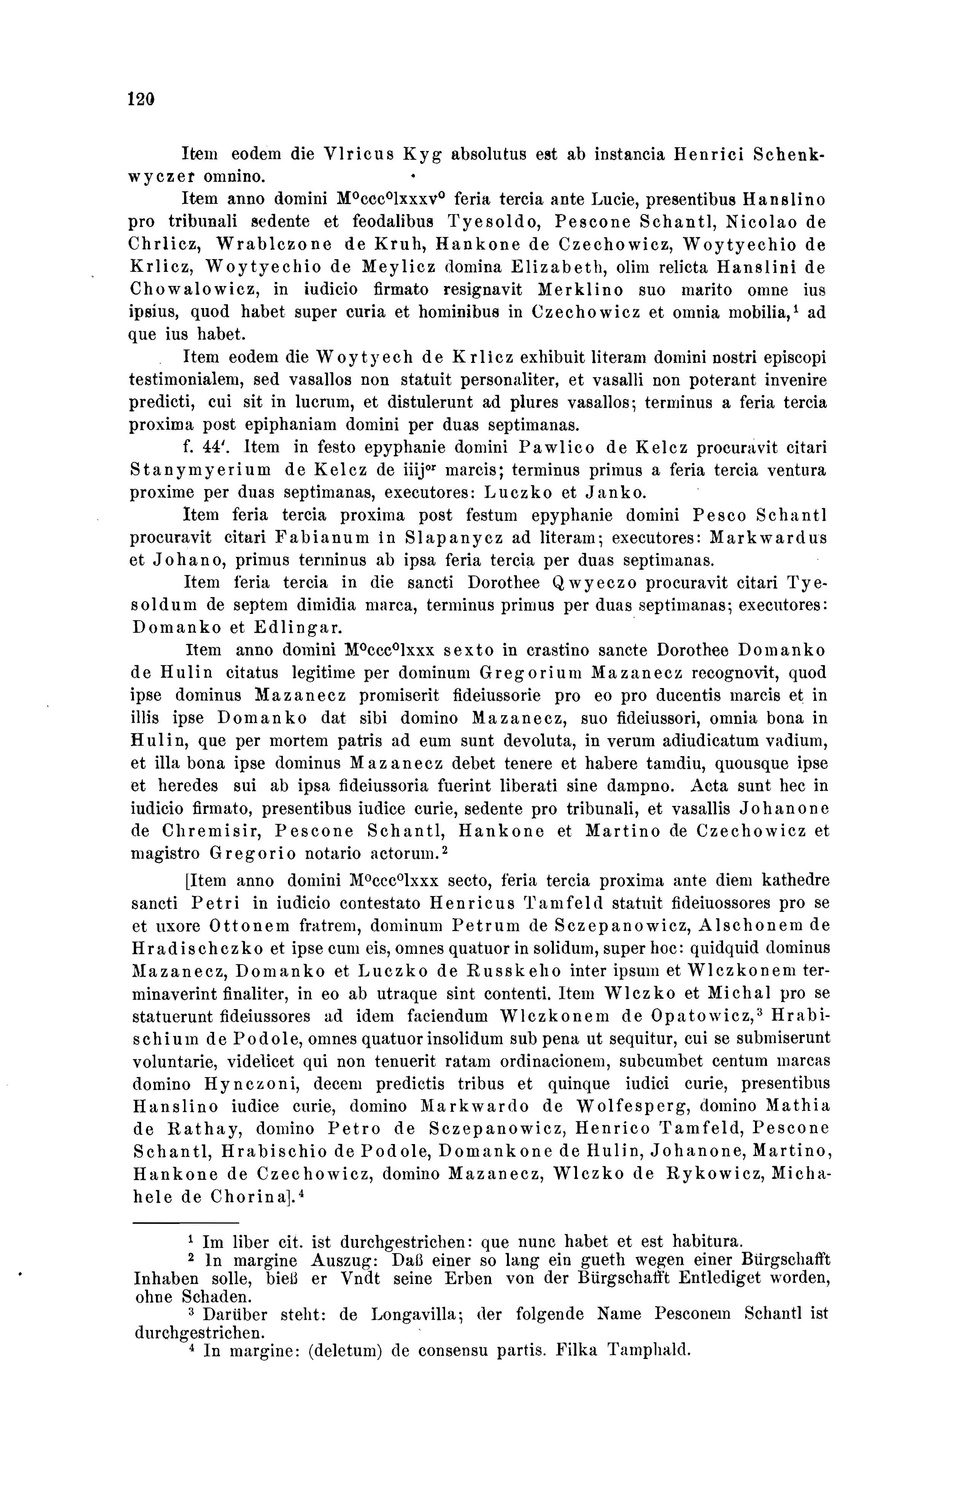 120
Item eodem die Vlricus Kyg absolutus est ab instancia Henrici Schenk-
wyczer omnino.
Item anno domini M⁰ccc⁰lxxxv⁰ feria tercia ante Lucie, presentibus Hanslino
pro tribunali sedente et feodalibus Tyesoldo, Pescone Schantl, Nicolao de
Chrlicz, Wrablczone de Kruh, Hankone de Czechowicz, Woytyechio de
Krlicz, Woytyechio de Meylicz domina Elizabeth, olim relicta Hanslini de
Chowalowicz, in iudicio firmato resignavit Merklino suo marito omne ius
ipsius, quod habet super curia et hominibus in Czechowicz et omnia mobilia,¹ ad
que ius habet.
Item eodem die Woytyech de Krlicz exhibuit literam domini nostri episcopi
testimonialem, sed vasallos non statuit personaliter, et vasalli non poterant invenire
predicti, cui sit in lucrum, et distulerunt ad plures vasallos; terminus a feria tercia
proxima post epiphaniam domini per duas septimanas.
f. 44'. Item in festo epyphanie domini Pawlico de Kelcz procuravit citari
Stanymyerium de Kelcz de iiijᵒʳ marcis; terminus primus a feria tercia ventura
proxime per duas septimanas, executores: Luczko et Janko.
Item feria tercia proxima post festum epyphanie domini Pesco Schantl
procuravit citari Fabianum in Slapanycz ad literam; executores: Markwardus
et Johano, primus terminus ab ipsa feria tercia per duas septimanas.
Item feria tercia in die sancti Dorothee Qwyeczo procuravit citari Tye-
soldum de septem dimidia marca, terminus primus per duas septimanas; executores:
Domanko et Edlingar.
Item anno domini M⁰ccc⁰lxxx sexto in crastino sancte Dorothee Domanko
de Hulin citatus legitime per dominum Gregorium Mazanecz recognovit, quod
ipse dominus Mazanecz promiserit fideiussorie pro eo pro ducentis marcis et in
illis ipse Domanko dat sibi domino Mazanecz, suo fideiussori, omnia bona in
Hulin, que per mortem patris ad eum sunt devoluta, in verum adiudicatum vadium,
et illa bona ipse dominus Mazanecz debet tenere et habere tamdiu, quousque ipse
et heredes sui ab ipsa fideiussoria fuerint liberati sine dampno. Acta sunt hec in
iudicio firmato, presentibus iudice curie, sedente pro tribunali, et vasallis Johanone
de Chremisir, Pescone Schantl, Hankone et Martino de Czechowicz et
magistro Gregorio notario actorum.²
[Item anno domini M⁰ccc⁰lxxx secto, feria tercia proxima ante diem kathedre
sancti Petri in iudicio contestato Henricus Tamfeld statuit fideiuossores pro se
et uxore Ottonem fratrem, dominum Petrum de Sczepanowicz, Alschonem de
Hradischczko et ipse cum eis, omnes quatuor in solidum, super hoc: quidquid dominus
Mazanecz, Domanko et Luczko de Russkeho inter ipsum et Wlczkonem ter-
minaverint finaliter, in eo ab utraque sint contenti. Item Wlczko et Michal pro se
statuerunt fideiussores ad idem faciendum Wlczkonem de Opatowicz,³ Hrabi-
schium de Podole, omnes quatuor insolidum sub pena ut sequitur, cui se submiserunt
voluntarie, videlicet qui non tenuerit ratam ordinacionem, subcumbet centum marcas
domino Hynczoni, decem predictis tribus et quinque iudici curie, presentibus
Hanslino iudice curie, domino Markwardo de Wolfesperg, domino Mathia
de Rathay, domino Petro de Sczepanowicz, Henrico Tamfeld, Pescone
Schantl, Hrabischio de Podole, Domankone de Hulin, Johanone, Martino,
Hankone de Czechowicz, domino Mazanecz, Wlczko de Rykowicz, Micha-
hele de Chorina].⁴
¹ Im liber cit. ist durchgestrichen: que nunc habet et est habitura.
² In margine Auszug: Daß einer so lang ein gueth wegen einer Bürgschafft
Inhaben solle, bieß er Vndt seine Erben von der Bürgschafft Entlediget worden,
ohne Schaden.
³ Darüber steht: de Longavilla; der folgende Name Pesconem Schantl ist
durchgestrichen.
⁴ In margine: (deletum) de consensu partis. Filka Tamphald.